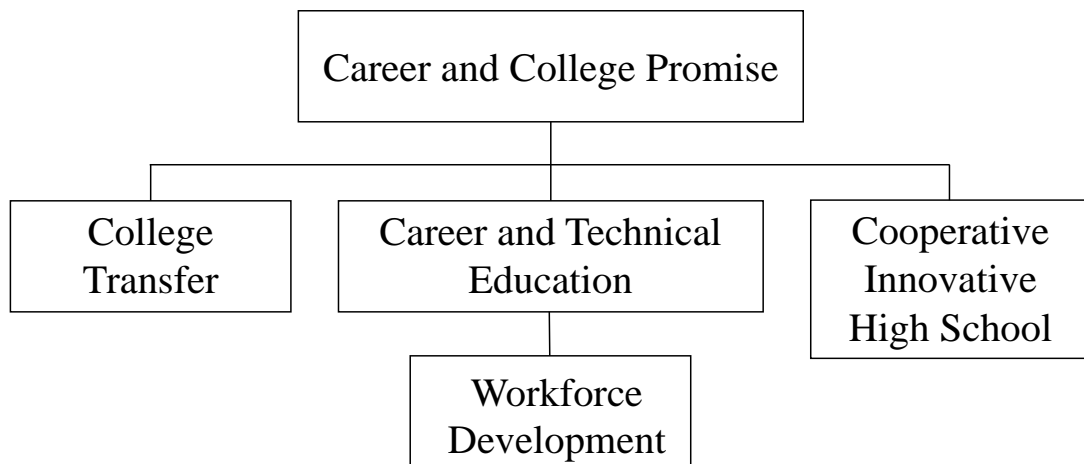 Career and College Promise
College
Transfer
Career and Technical
Education
Cooperative
Innovative
High School
Workforce
Development